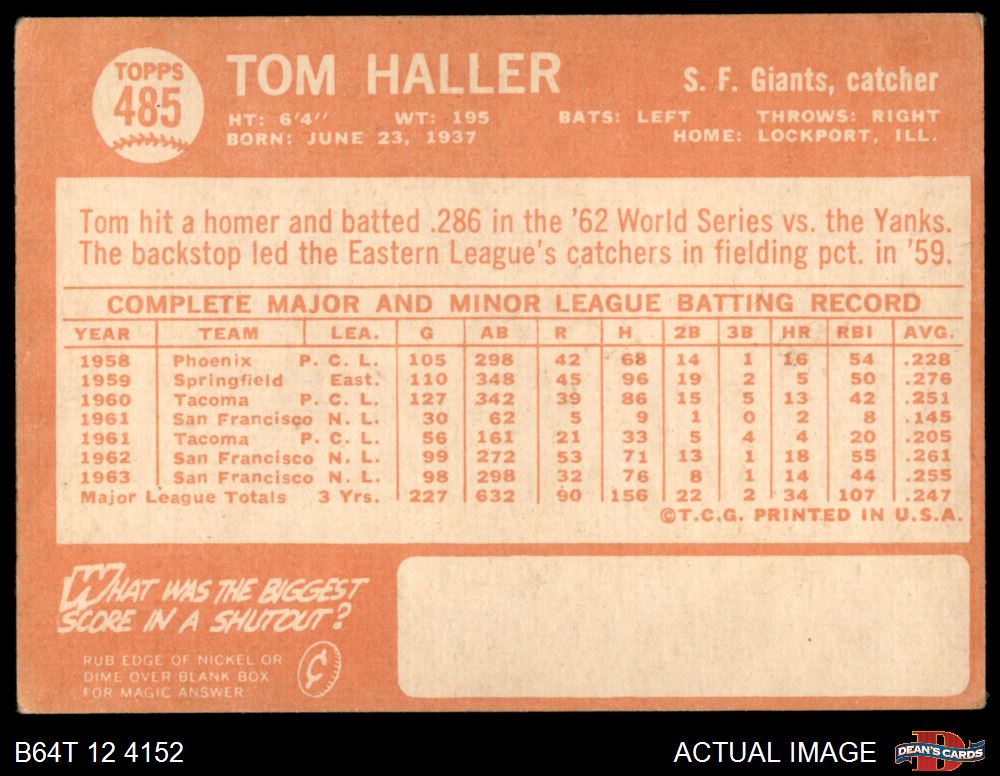 TOPPS
485
TOM HALLER
S. F. Giants, catcher
HT: 6'4" WT: 195 BATS: LEFT THROWS: RIGHT
BORN: JUNE 23, 1937 HOME: LOCKPORT, ILL.
Tom hit a homer and batted .286 in the '62 World Series vs. the Yanks.
The backstop led the Eastern League's catchers in fielding pct. in '59.
COMPLETE MAJOR AND MINOR LEAGUE BATTING RECORD
YEAR TEAM LEA. G AB R H 2B 3B HR RBI AVG.
1958 Phoenix P. C. L. 105 298 42 68 14 1 16 54 .228
1959 Springfield East. 110 348 45 96 19 2 5 50 .276
1960 Tacoma P. C. L. 127 342 39 86 15 5 13 42 .251
1961 San Francisco N. L. 30 62 5 9 1 0 2 8 .145
1961 Tacoma P. C. L. 56 161 21 33 5 4 4 20 .205
1962 San Francisco N. L. 99 272 53 71 13 1 18 55 .261
1963 San Francisco N. L. 98 298 32 76 8 1 14 44 .255
Major League Totals 3 Yrs. 227 632 90 156 22 2 34 107 .247
©T.C.G. PRINTED IN U.S.A.
WHAT WAS THE BIGGEST
SCORE IN A SHUTOUT?
RUB EDGE OF NICKEL OR
DIME OVER BLANK BOX
FOR MAGIC ANSWER
¢
B64T 12 4152
ACTUAL IMAGE
D
DEAN'S CARDS